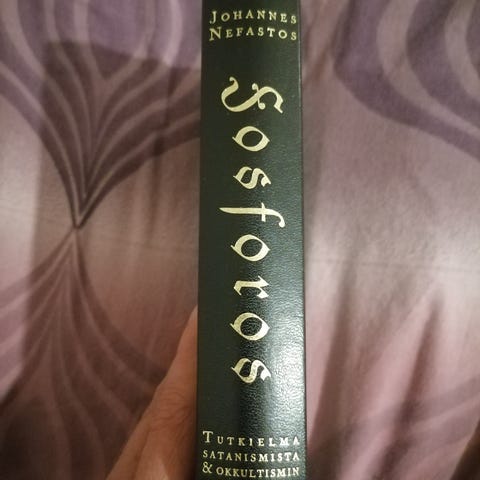 JOHANNES
NEFASTOS
Fosforos
TUTKIELMA
SATANISMISTA
& OKKULTISMIN